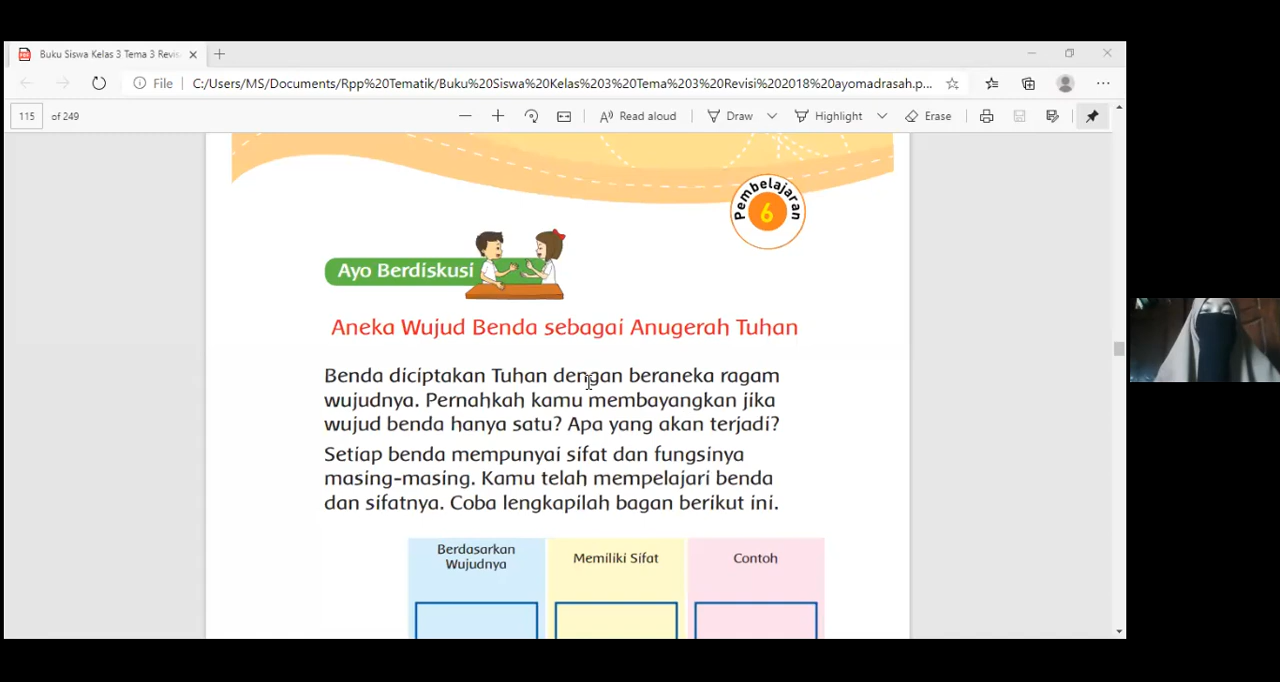 Buku Siswa Kelas 3 Tema 3 Revis
File
C:/Users/MS/Documents/Rpp%20Tematik/Buku%20Siswa%20Kelas%203%20Tema%203%20Revisi%202018%20ayomadrasah.p...
115 of 249
Read aloud
Draw
Highlight
Erase
Pembelajaran
6
Ayo Berdiskusi
Aneka Wujud Benda sebagai Anugerah Tuhan
Benda diciptakan Tuhan dengan beraneka ragam
wujudnya. Pernahkah kamu membayangkan jika
wujud benda hanya satu? Apa yang akan terjadi?
Setiap benda mempunyai sifat dan fungsinya
masing-masing. Kamu telah mempelajari benda
dan sifatnya. Coba lengkapilah bagan berikut ini.
Berdasarkan
Wujudnya
Memiliki Sifat
Contoh